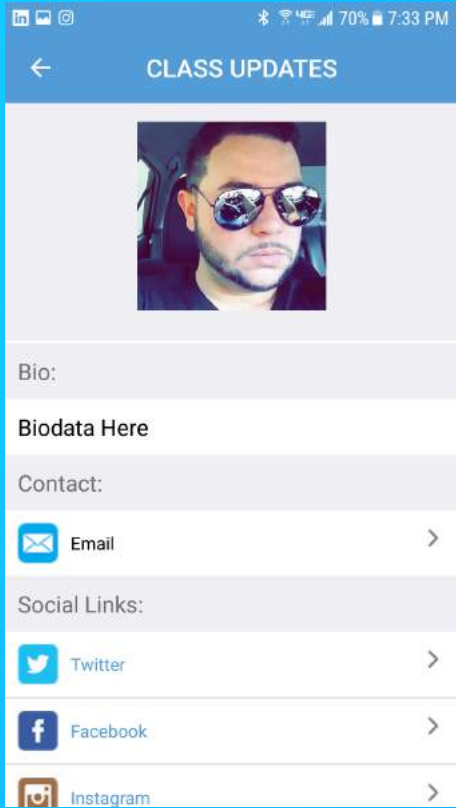 70% 7:33 PM
CLASS UPDATES
Bio:
Biodata Here
Contact:
Email
Social Links:
Twitter
Facebook
Instagram